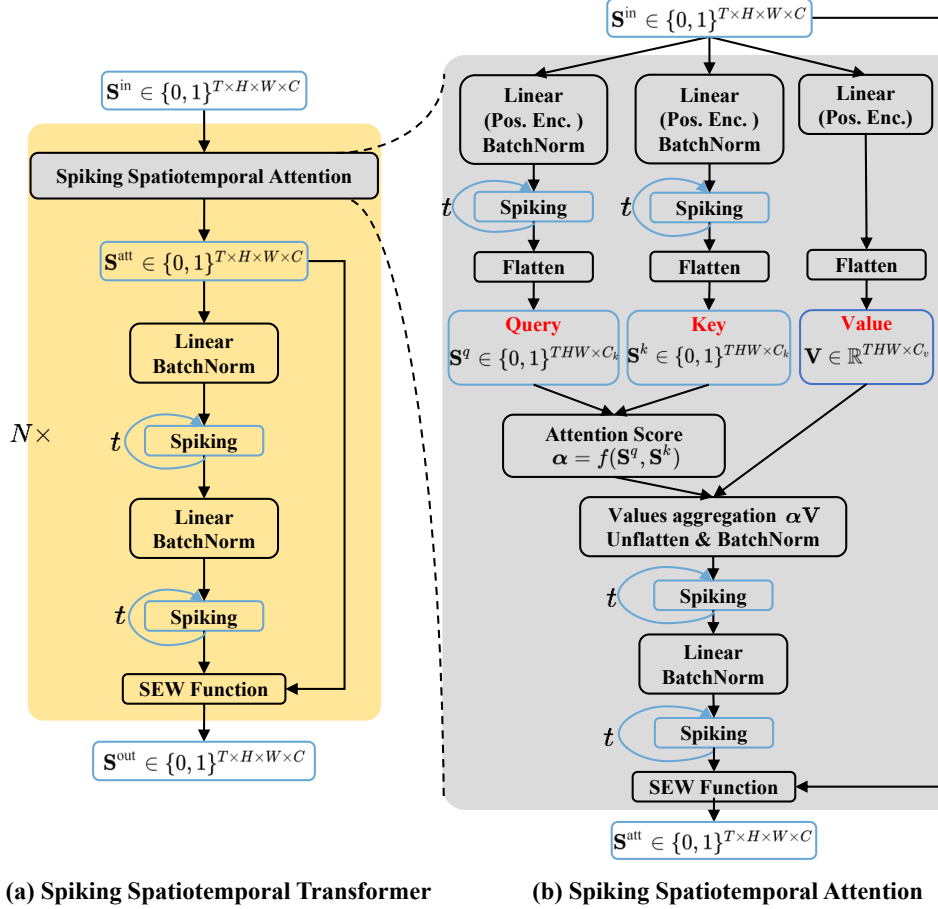 S^in ∈ {0, 1}^{T×H×W×C}
Spiking Spatiotemporal Attention
S^att ∈ {0, 1}^{T×H×W×C}
Linear
BatchNorm
N×
t
Spiking
Linear
BatchNorm
t
Spiking
SEW Function
S^out ∈ {0, 1}^{T×H×W×C}
(a) Spiking Spatiotemporal Transformer
S^in ∈ {0, 1}^{T×H×W×C}
Linear
(Pos. Enc. )
BatchNorm
Linear
(Pos. Enc. )
BatchNorm
Linear
(Pos. Enc.)
t
Spiking
t
Spiking
Flatten
Flatten
Flatten
Query
S^q ∈ {0, 1}^{THW×C_k}
Key
S^k ∈ {0, 1}^{THW×C_k}
Value
V ∈ ℝ^{THW×C_v}
Attention Score
α = f(S^q, S^k)
Values aggregation αV
Unflatten & BatchNorm
t
Spiking
Linear
BatchNorm
t
Spiking
SEW Function
S^att ∈ {0, 1}^{T×H×W×C}
(b) Spiking Spatiotemporal Attention